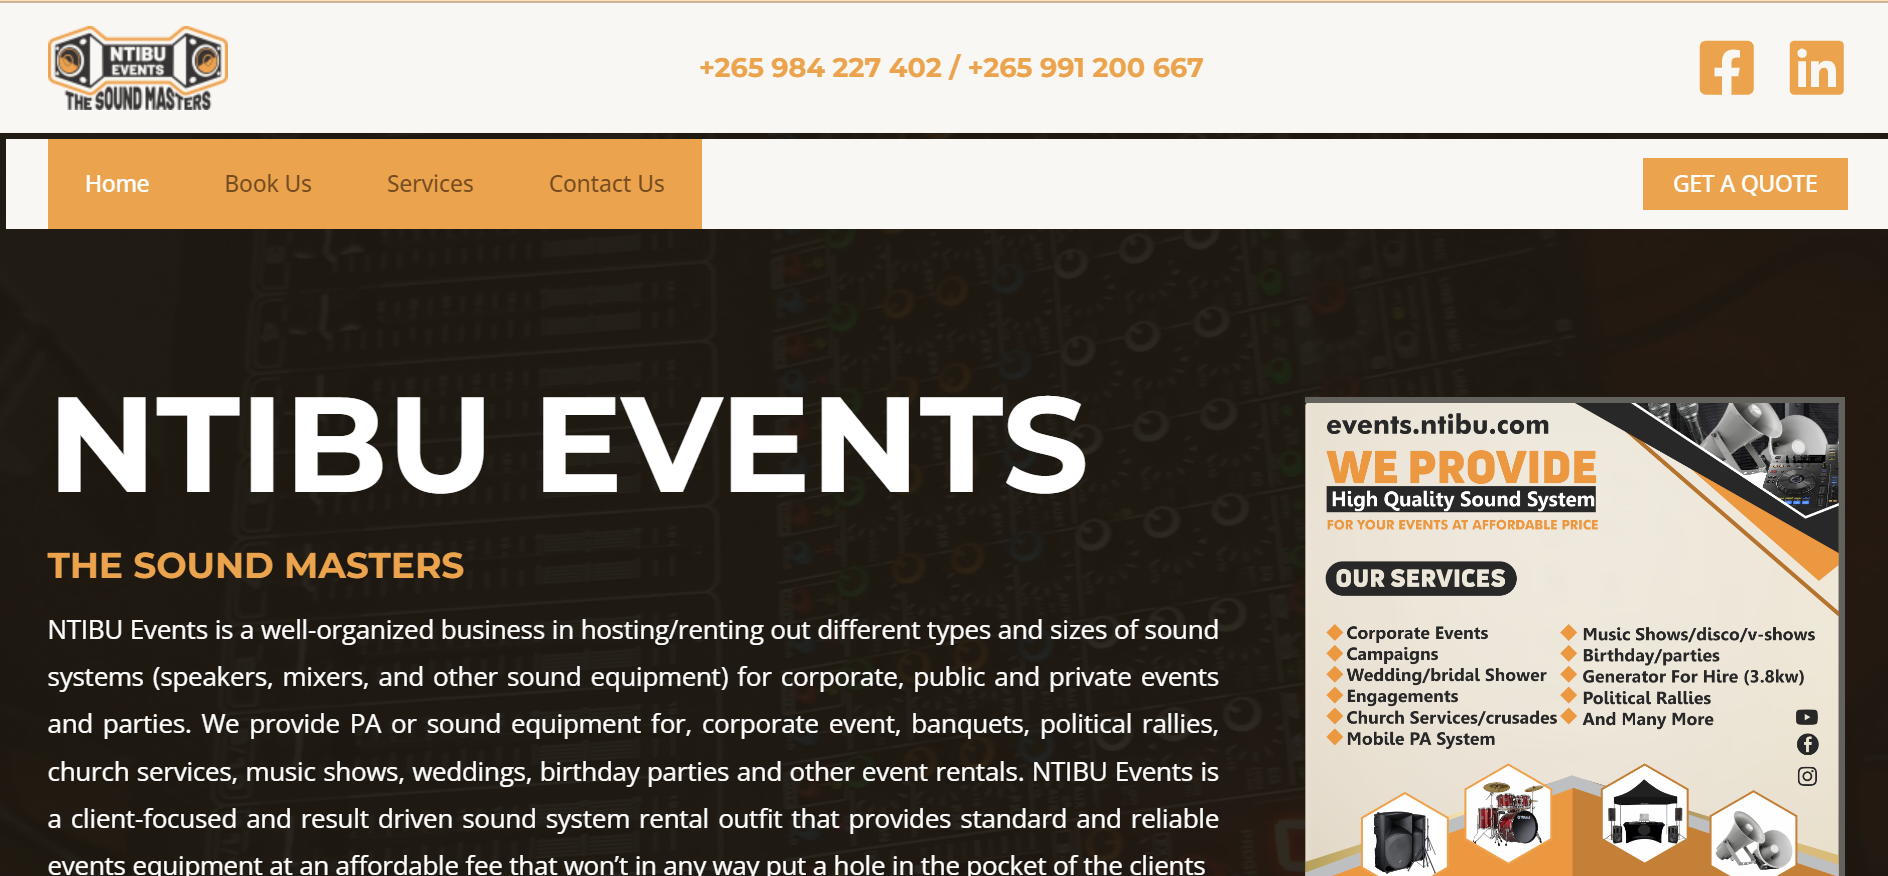 NTIBU
EVENTS
THE SOUND MASTERS
+265 984 227 402 / +265 991 200 667
Home
Book Us
Services
Contact Us
GET A QUOTE
NTIBU EVENTS
THE SOUND MASTERS
NTIBU Events is a well-organized business in hosting/renting out different types and sizes of sound
systems (speakers, mixers, and other sound equipment) for corporate, public and private events
and parties. We provide PA or sound equipment for, corporate event, banquets, political rallies,
church services, music shows, weddings, birthday parties and other event rentals. NTIBU Events is
a client-focused and result driven sound system rental outfit that provides standard and reliable
events equipment at an affordable fee that won’t in any way put a hole in the pocket of the clients
events.ntibu.com
WE PROVIDE
High Quality Sound System
FOR YOUR EVENTS AT AFFORDABLE PRICE
OUR SERVICES
Corporate Events
Campaigns
Wedding/bridal Shower
Engagements
Church Services/crusades
Mobile PA System
Music Shows/disco/v-shows
Birthday/parties
Generator For Hire (3.8kw)
Political Rallies
And Many More